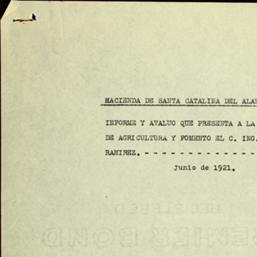 HACIENDA DE SANTA CATALINA DEL
INFORME Y AVALUO QUE PRESENTA A LA
DE AGRICULTURA Y FOMENTO EL C. ING.
RAMIREZ. - - - - - - - - - - - - - - -
Junio de 1921.